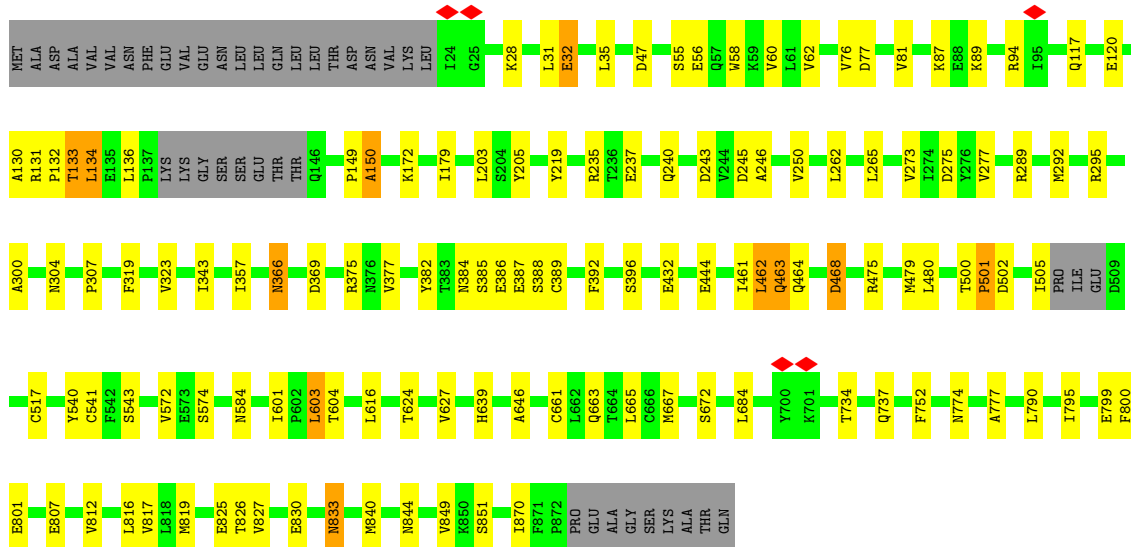 MET ALA ASP ALA VAL VAL ASN PHE GLU VAL GLU ASN LEU LEU GLN LEU LEU THR ASP ASN VAL LYS LEU I24 G25 K28 L31 E32 L35 D47 S55 E56 Q57 W58 K59 V60 L61 V62 V76 D77 V81 K87 E88 K89 R94 I95 Q117 E120
A130 R131 P132 T133 L134 E135 L136 P137 LYS LYS GLY SER SER GLU THR THR Q146 P149 A150 K172 I179 L203 S204 Y205 Y219 R235 T236 E237 Q240 D243 V244 D245 A246 V250 L262 L265 V273 I274 D275 Y276 V277 R289 M292 R295
A300 N304 P307 F319 V323 I343 I357 N366 D369 R375 N376 V377 Y382 T383 N384 S385 E386 E387 S388 C389 F392 S396 E432 E444 I461 L462 Q463 Q464 D468 R475 M479 L480 T500 P501 D502 I505 PRO ILE GLU D509
C517 Y540 C541 F542 S543 V572 E573 S574 N584 I601 P602 L603 T604 L616 T624 V627 H639 A646 C661 L662 Q663 T664 L665 C666 M667 S672 L684 Y700 K701 T734 Q737 F752 N774 A777 L790 I795 E799 F800
E801 E807 V812 L816 V817 L818 M819 E825 T826 V827 E830 N833 M840 N844 V849 K850 S851 I870 F871 P872 PRO GLU ALA GLY SER LYS ALA THR GLN